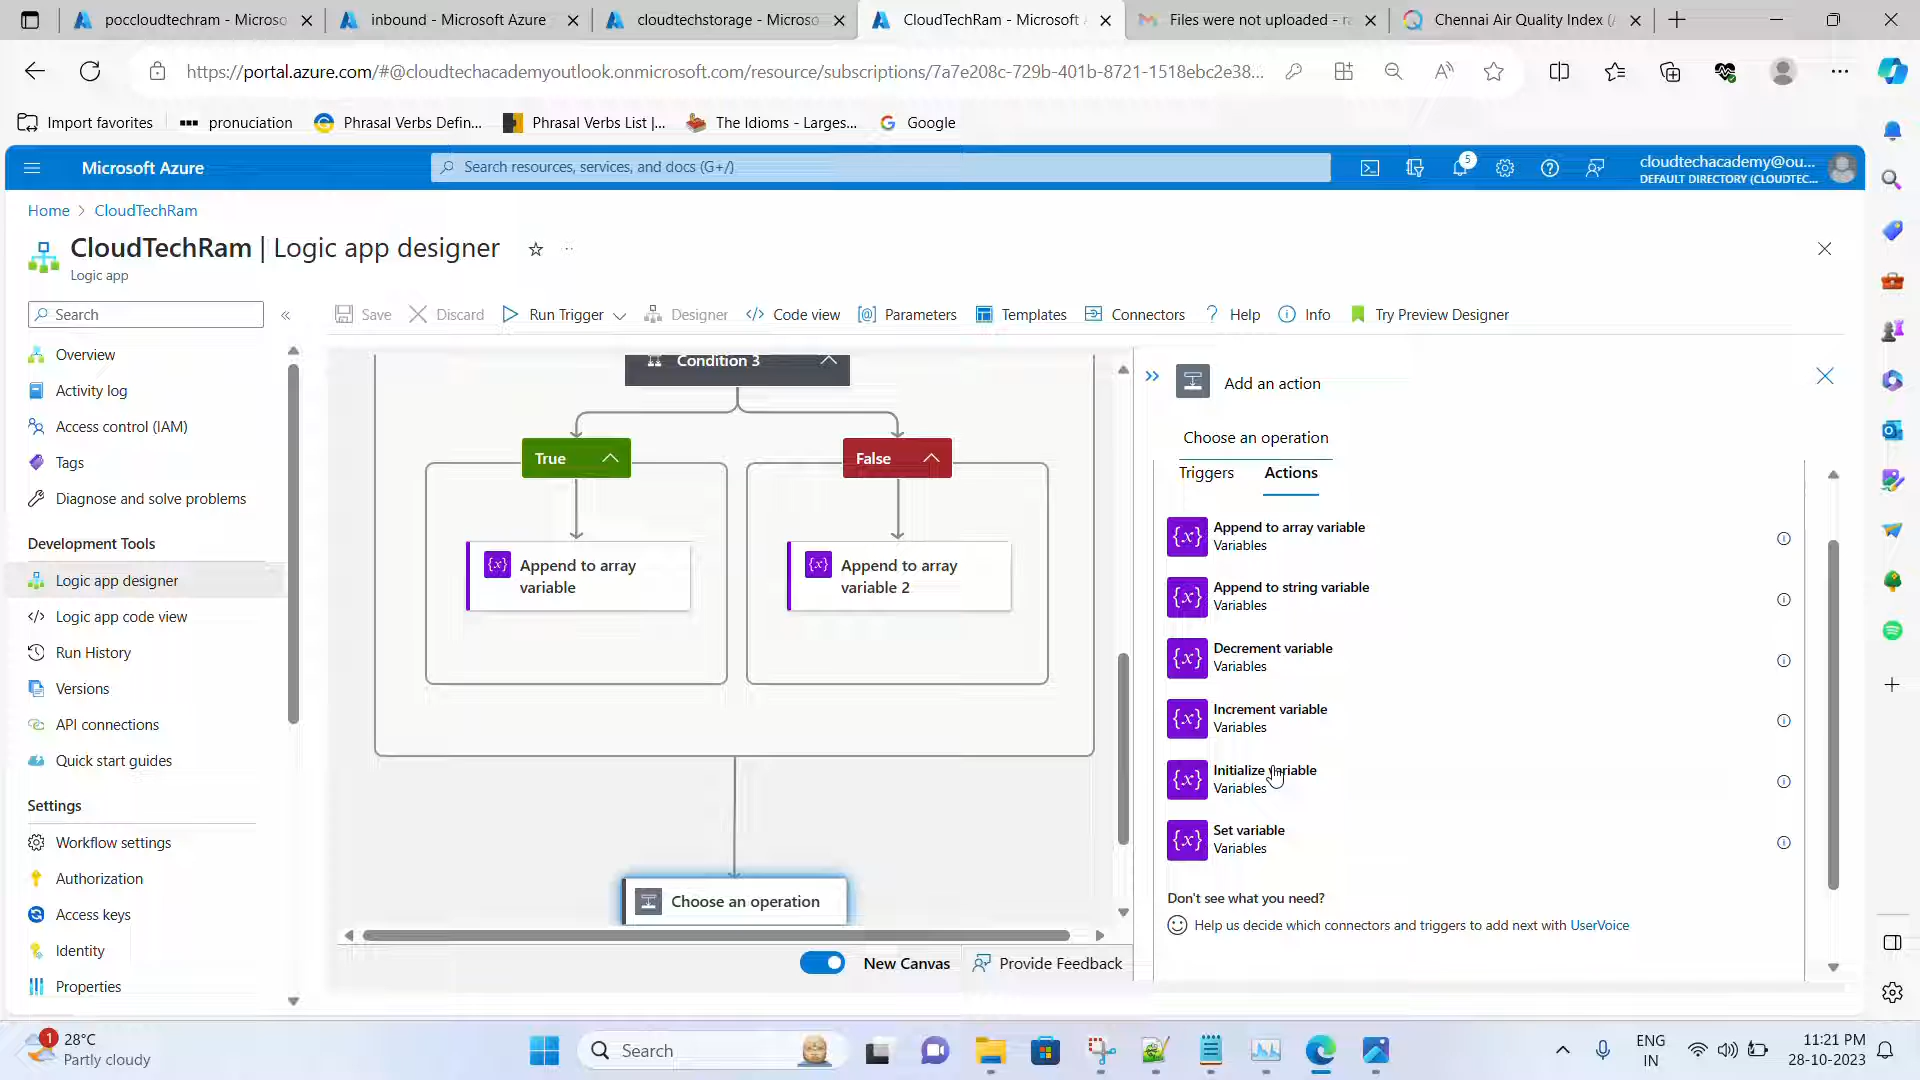 poccloudtechram - Microso
inbound - Microsoft Azure
cloudtechstorage - Microso
CloudTechRam - Microsoft
Files were not uploaded - ra
Chennai Air Quality Index (
https://portal.azure.com/#@cloudtechacademyoutlook.onmicrosoft.com/resource/subscriptions/7a7e208c-729b-401b-8721-1518ebc2e38...
Import favorites
pronuciation
Phrasal Verbs Defin...
Phrasal Verbs List |...
The Idioms - Larges...
Google
Microsoft Azure
Search resources, services, and docs (G+/)
5
cloudtechacademy@ou...
DEFAULT DIRECTORY (CLOUDTEC...
Home > CloudTechRam
CloudTechRam | Logic app designer
Logic app
Search
Save
Discard
Run Trigger
Designer
Code view
Parameters
Templates
Connectors
Help
Info
Try Preview Designer
Overview
Activity log
Access control (IAM)
Tags
Diagnose and solve problems
Development Tools
Logic app designer
Logic app code view
Run History
Versions
API connections
Quick start guides
Settings
Workflow settings
Authorization
Access keys
Identity
Properties
Condition 3
True
False
Append to array
variable
Append to array
variable 2
Choose an operation
New Canvas
Provide Feedback
Add an action
Choose an operation
Triggers
Actions
Append to array variable
Variables
Append to string variable
Variables
Decrement variable
Variables
Increment variable
Variables
Initialize variable
Variables
Set variable
Variables
Don't see what you need?
Help us decide which connectors and triggers to add next with UserVoice
1
28°C
Partly cloudy
Search
ENG
IN
11:21 PM
28-10-2023